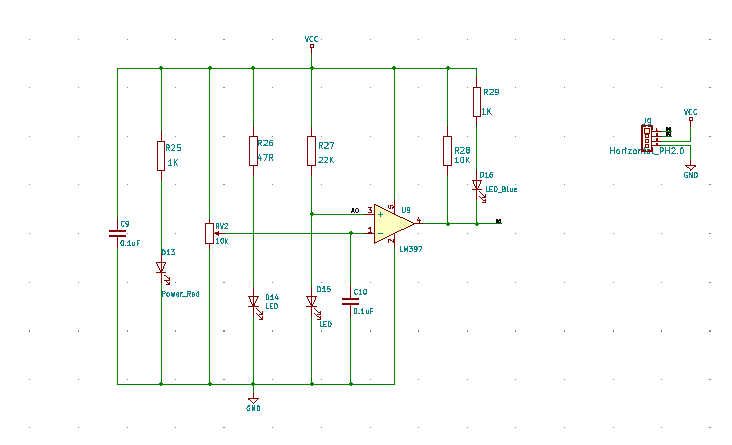 VCC
R29
1K
J9
VCC
R25
1K
R26
47R
R27
22K
R28
10K
Horizontal_PH2.0
GND
D16
LED_Blue
C9
0.1uF
RV2
10k
A0
3
5
U9
4
1
2
LM397
D13
Power_Red
D14
LED
D15
LED
C10
0.1uF
GND